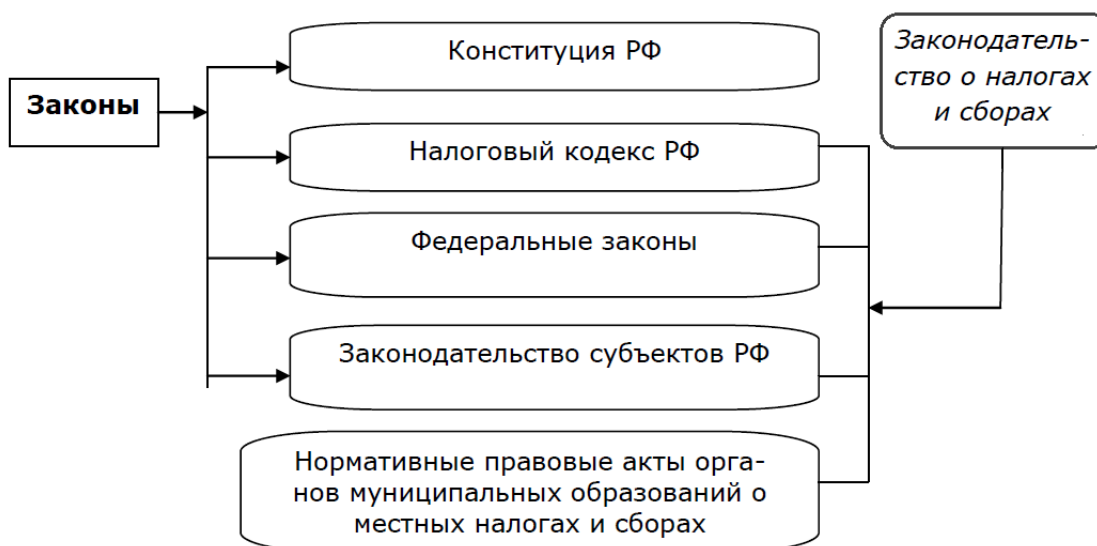 Законы
Конституция РФ
Законодатель-
ство о налогах
и сборах
Налоговый кодекс РФ
Федеральные законы
Законодательство субъектов РФ
Нормативные правовые акты орга-
нов муниципальных образований о
местных налогах и сборах